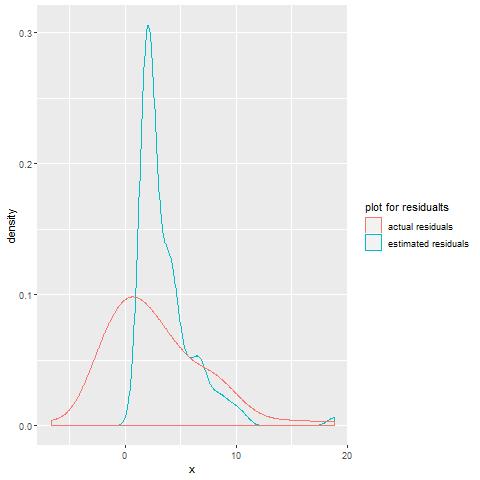 0.3
0.2
0.1
0.0
density
0 10 20
x
plot for residualts
actual residuals
estimated residuals